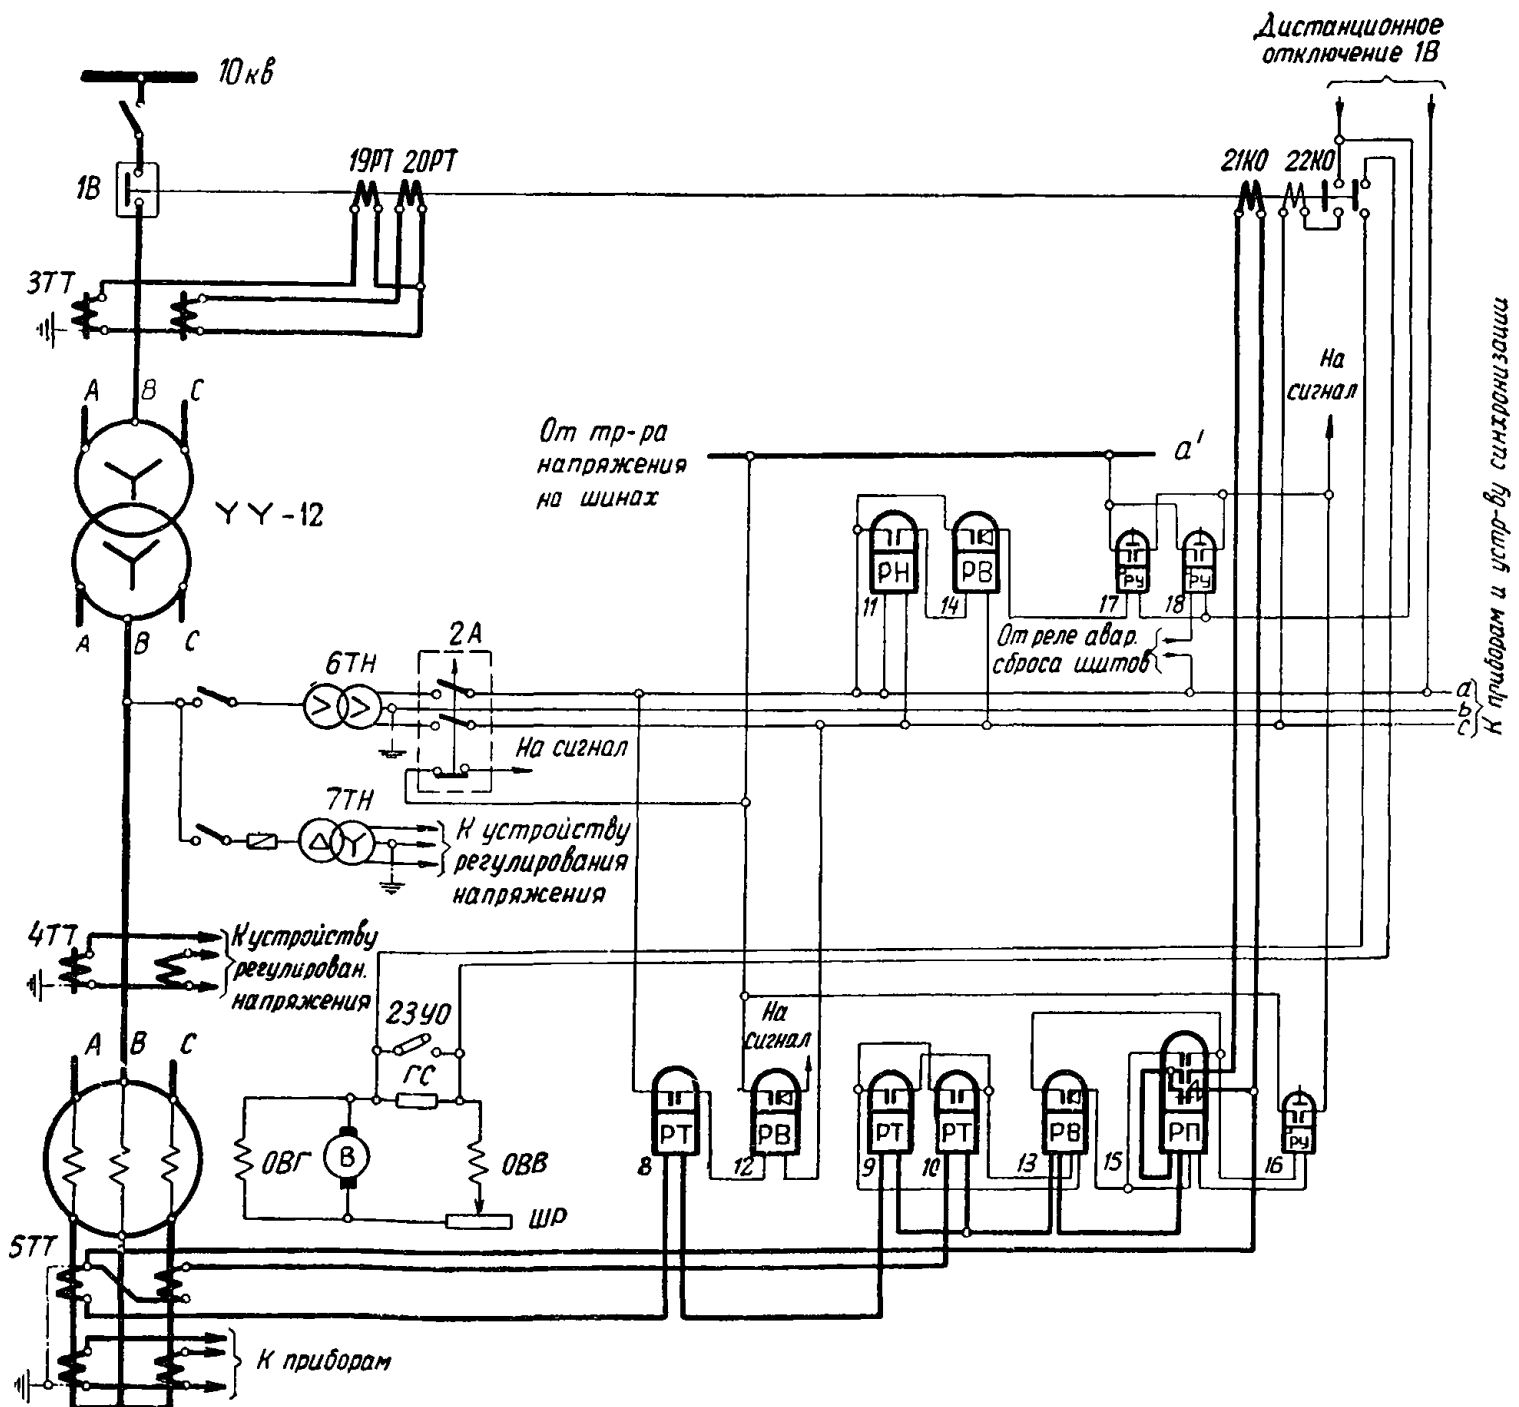 Дистанционное
отключение 1В
10 кв
19РТ 20РТ
21КО 22КО
1В
3ТТ
А В С
На
сигнал
К приборам и устр-ву синхронизации
От тр-ра
напряжения
на шинах
а'
YY-12
РН
РВ
РУ
РУ
11
14
17
18
А В С
От реле авар.
сброса щитов
2А
6ТН
а
b
с
На сигнал
7ТН
К устройству
регулирования
напряжения
4ТТ
К устройству
регулирован.
напряжения
23УО
На
сигнал
А В С
ГС
РТ
РВ
РТ
РТ
РВ
РП
РУ
ОВГ
В
ОВВ
8
12
9
10
13
15
16
ШР
5ТТ
К приборам